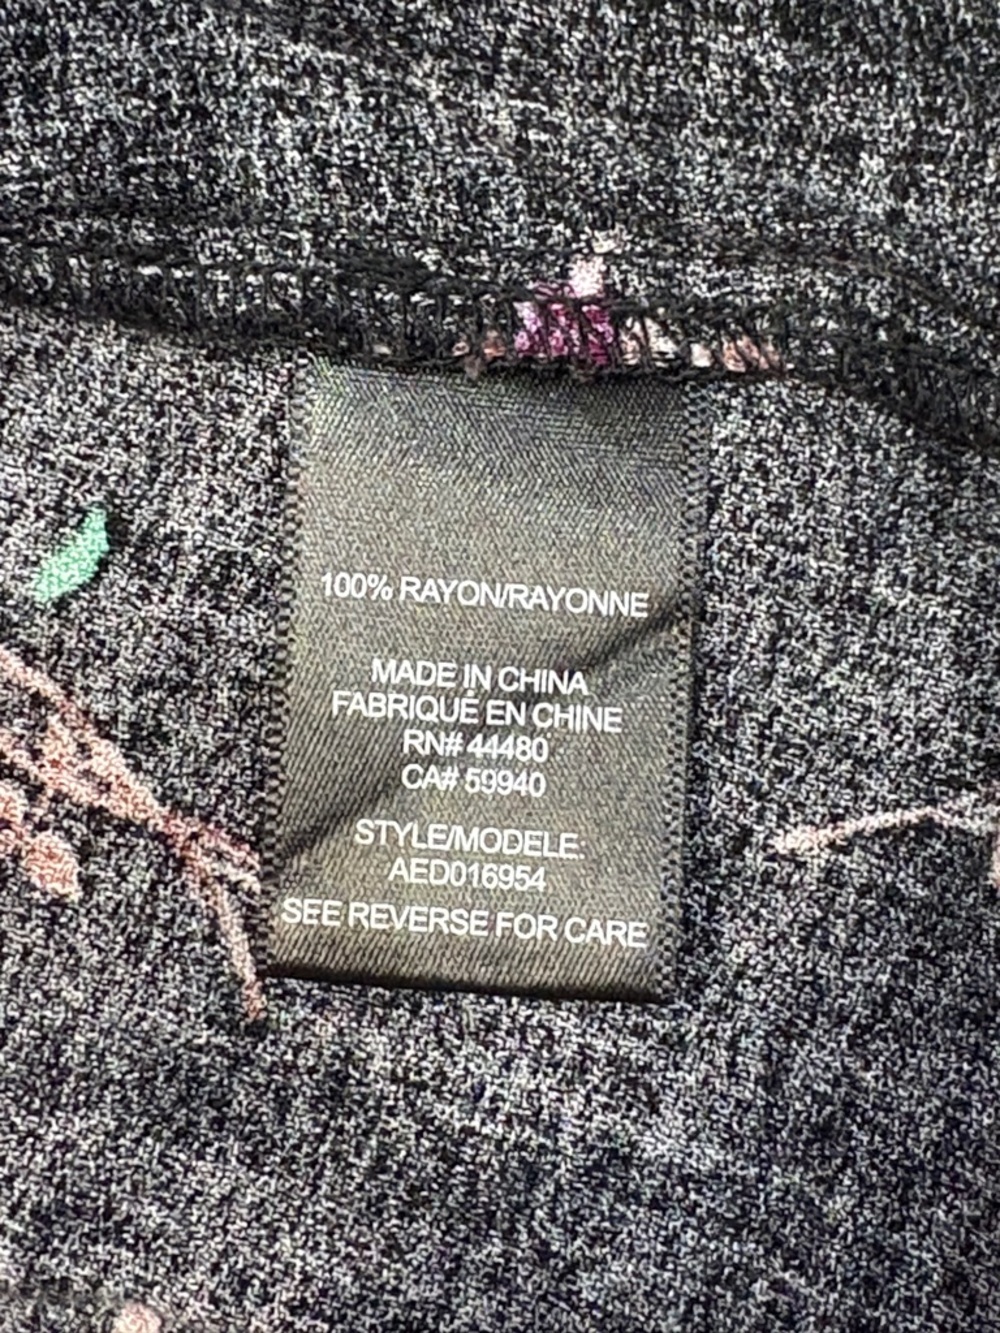 100% RAYON/RAYONNE
MADE IN CHINA
FABRIQUÉ EN CHINE
RN# 44480
CA# 59940
STYLE/MODELE:
AED016954
SEE REVERSE FOR CARE